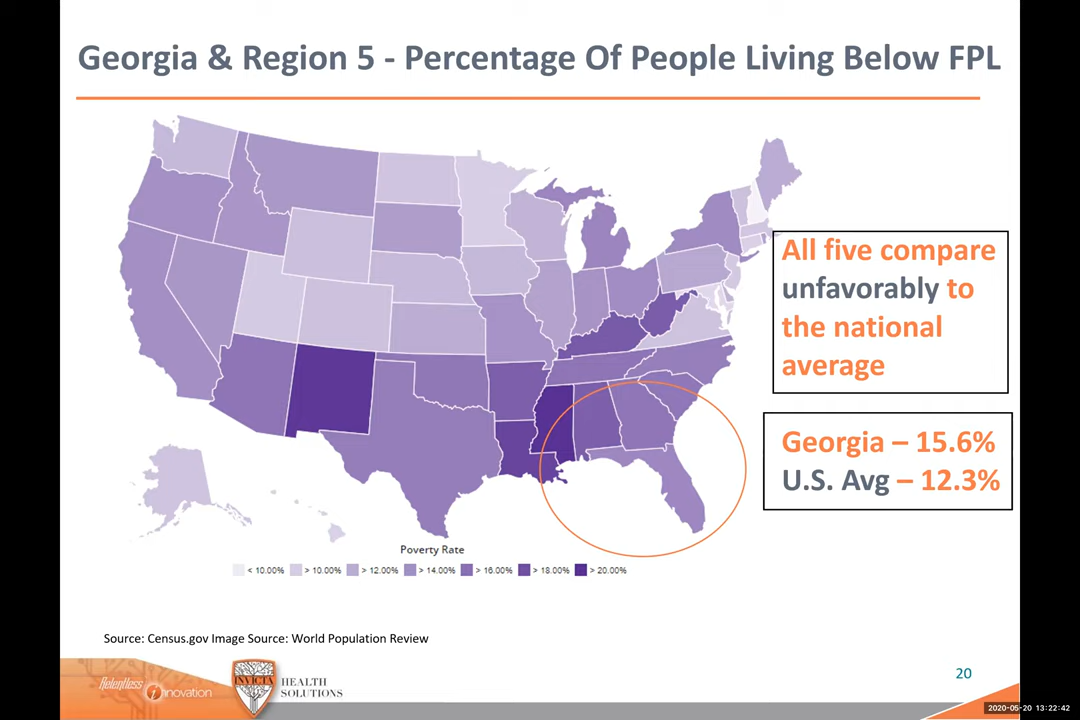 Georgia & Region 5 - Percentage Of People Living Below FPL
All five compare
unfavorably to
the national
average
Georgia – 15.6%
U.S. Avg – 12.3%
Poverty Rate
< 10.00% > 10.00% > 12.00% > 14.00% > 16.00% > 18.00% > 20.00%
Source: Census.gov Image Source: World Population Review
Relentless
innovation
INVICTA
HEALTH
SOLUTIONS
20
2020-05-20 13:22:42